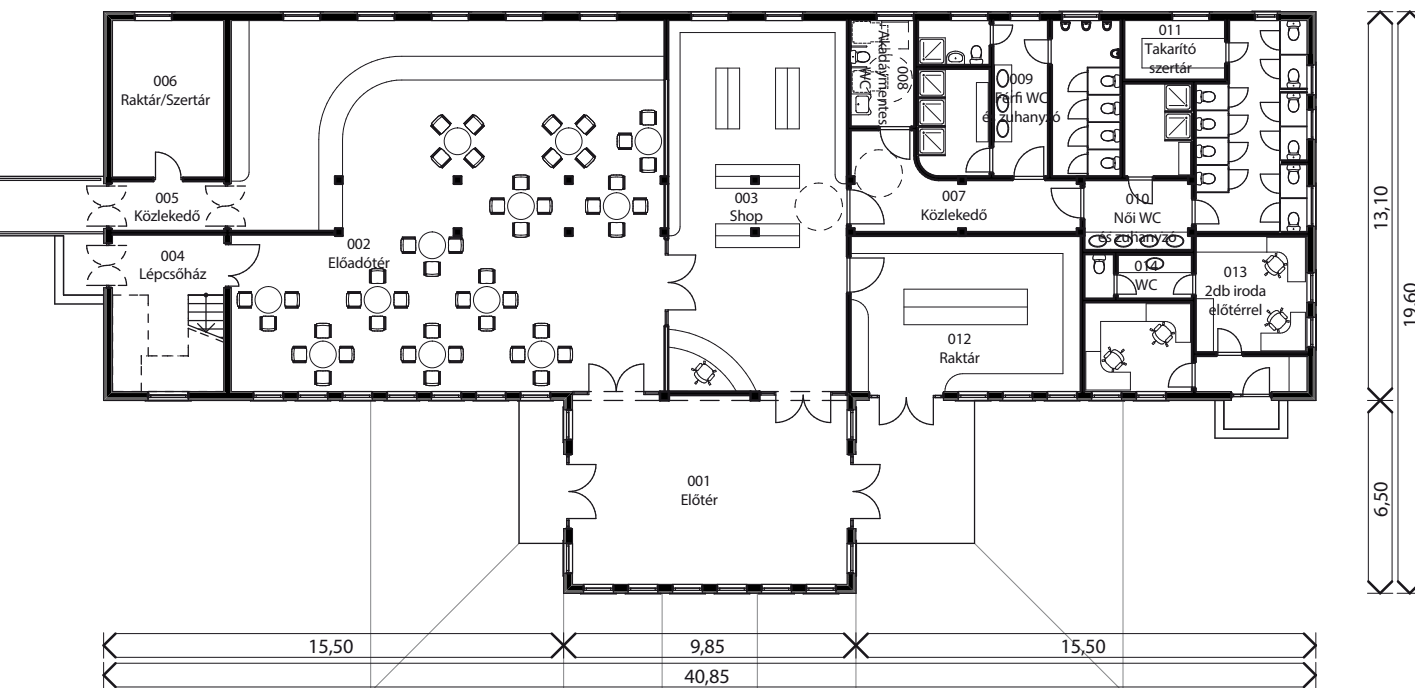 006
Raktár/Szertár
005
Közlekedő
004
Lépcsőház
002
Előadótér
003
Shop
008
Akadáymentes
WC
009
Férfi WC
és zuhanyzó
011
Takarító
szertár
007
Közlekedő
010
Női WC
és zuhanyzó
014
WC
013
2db iroda
előtérrel
012
Raktár
001
Előtér
13,10
6,50
19,60
15,50
9,85
15,50
40,85